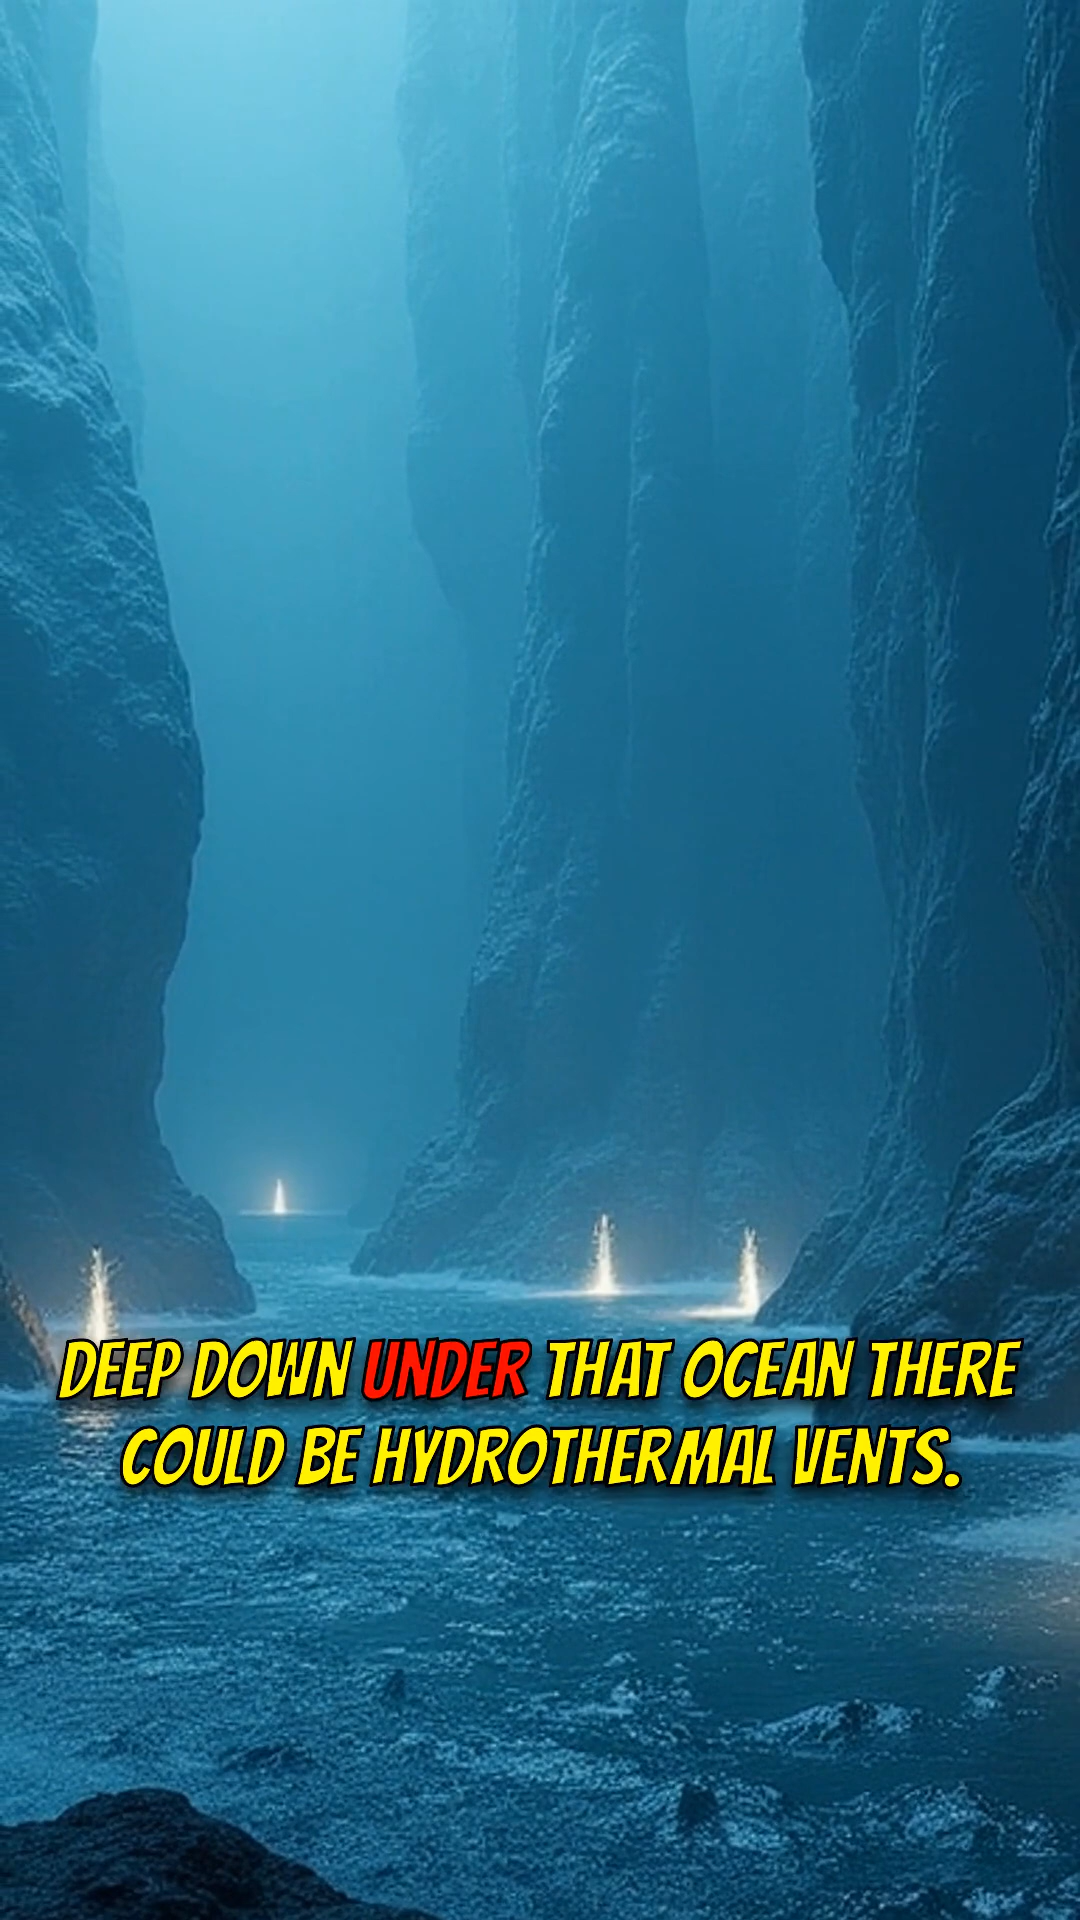 DEEP DOWN UNDER THAT OCEAN THERE
COULD BE HYDROTHERMAL VENTS.